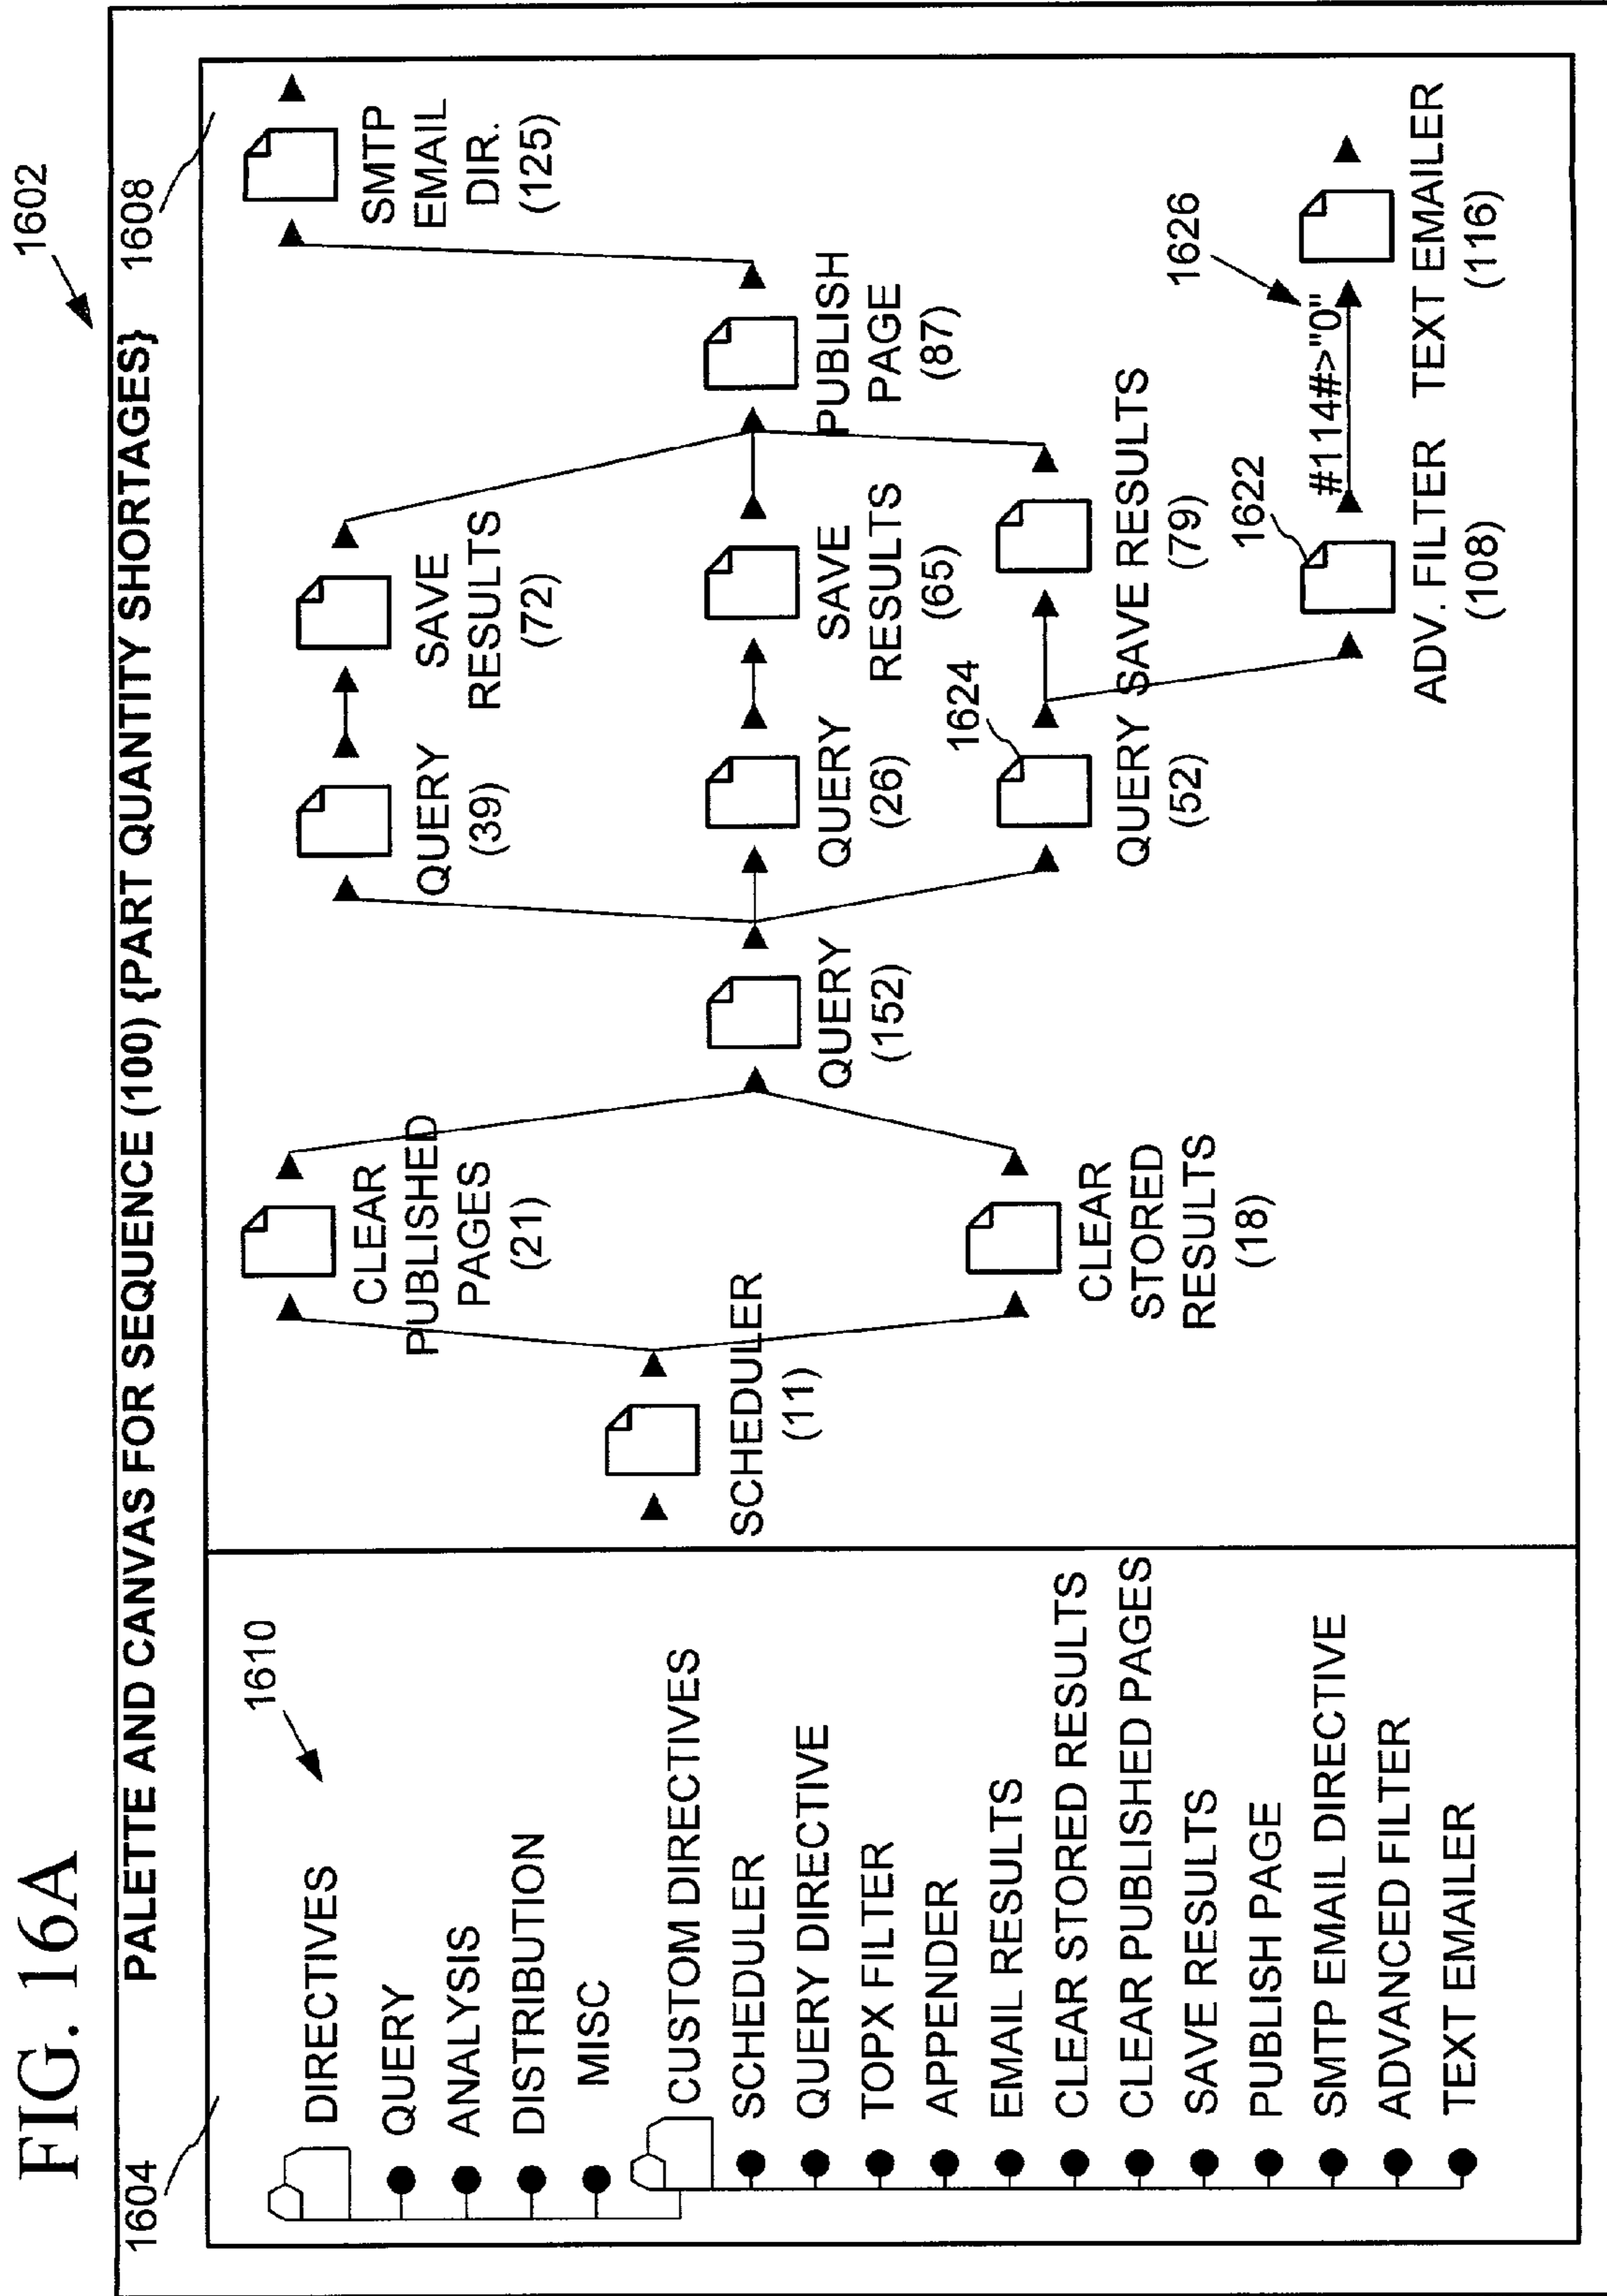 FIG. 16A
1602
PALETTE AND CANVAS FOR SEQUENCE (100) {PART QUANTITY SHORTAGES}
1604
1608
1610
DIRECTIVES
QUERY
ANALYSIS
DISTRIBUTION
MISC
CUSTOM DIRECTIVES
SCHEDULER
QUERY DIRECTIVE
TOPX FILTER
APPENDER
EMAIL RESULTS
CLEAR STORED RESULTS
CLEAR PUBLISHED PAGES
SAVE RESULTS
PUBLISH PAGE
SMTP EMAIL DIRECTIVE
ADVANCED FILTER
TEXT EMAILER
SCHEDULER
(11)
CLEAR
PUBLISHED
PAGES
(21)
CLEAR
STORED
RESULTS
(18)
QUERY
(152)
QUERY
(39)
SAVE
RESULTS
(72)
QUERY
(26)
SAVE
RESULTS
(65)
1624
QUERY
(52)
SAVE RESULTS
(79)
PUBLISH
PAGE
(87)
SMTP
EMAIL
DIR.
(125)
1622
ADV. FILTER
(108)
1626
#114#>"0"
TEXT EMAILER
(116)